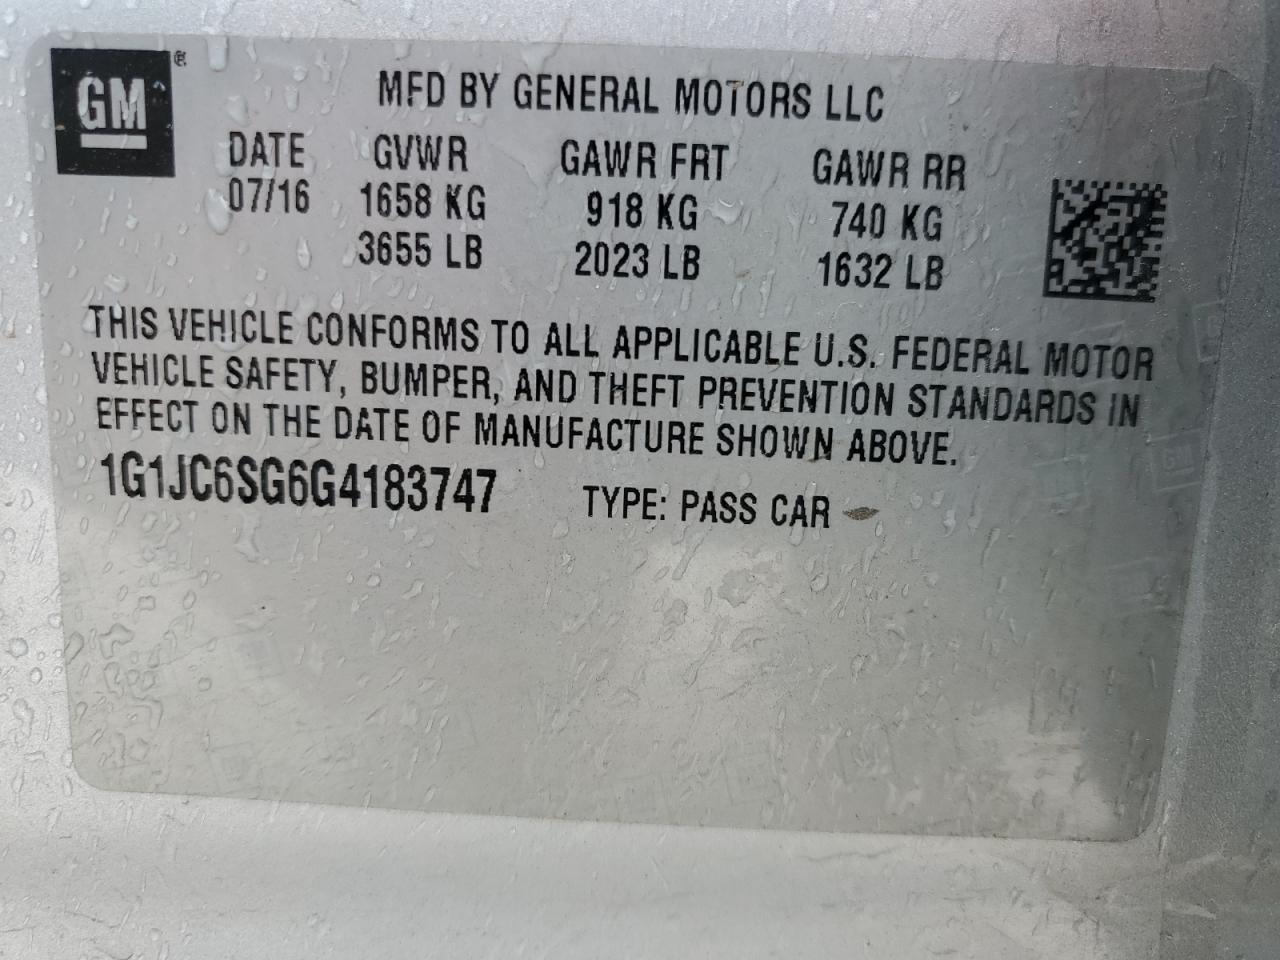 GM ®
MFD BY GENERAL MOTORS LLC
DATE GVWR GAWR FRT GAWR RR
07/16 1658 KG 918 KG 740 KG
3655 LB 2023 LB 1632 LB
THIS VEHICLE CONFORMS TO ALL APPLICABLE U.S. FEDERAL MOTOR
VEHICLE SAFETY, BUMPER, AND THEFT PREVENTION STANDARDS IN
EFFECT ON THE DATE OF MANUFACTURE SHOWN ABOVE.
1G1JC6SG6G4183747 TYPE: PASS CAR